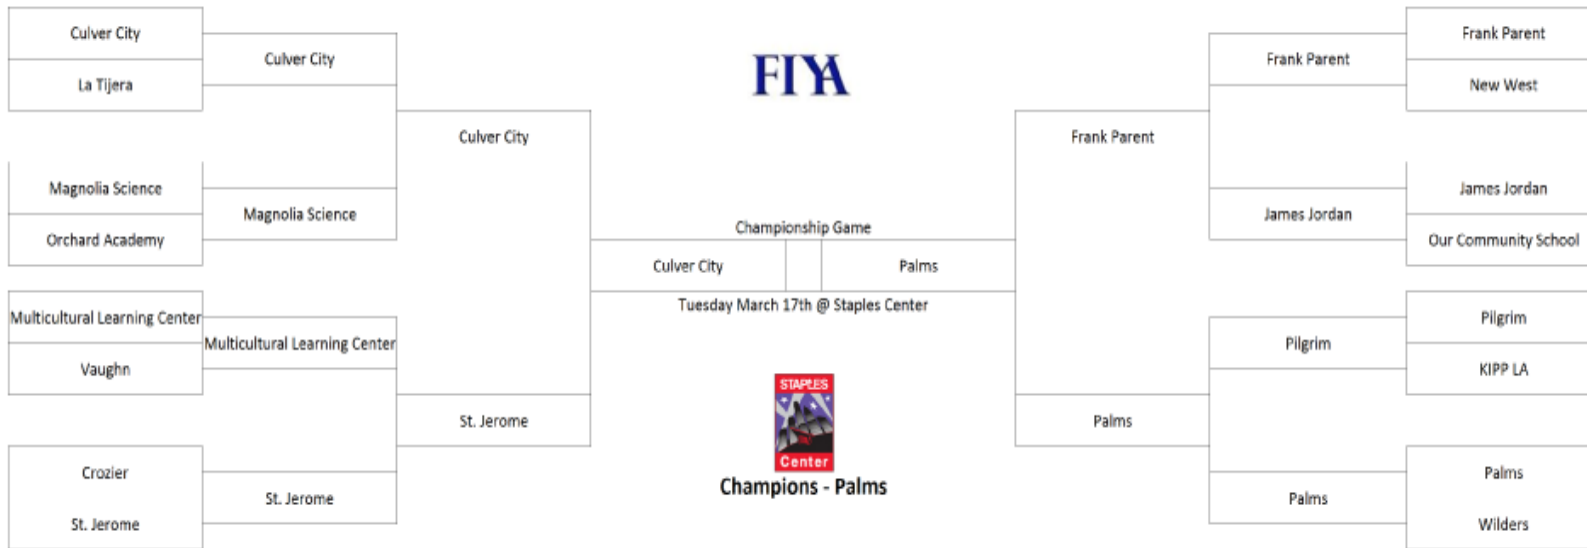 Culver City
La Tijera
Magnolia Science
Orchard Academy
Multicultural Learning Center
Vaughn
Crozier
St. Jerome
Culver City
Magnolia Science
Multicultural Learning Center
St. Jerome
Culver City
St. Jerome
FIYA
Championship Game
Culver City
Palms
Tuesday March 17th @ Staples Center
STAPLES
Center
Champions - Palms
Frank Parent
Palms
Frank Parent
James Jordan
Pilgrim
Palms
Frank Parent
New West
James Jordan
Our Community School
Pilgrim
KIPP LA
Palms
Wilders